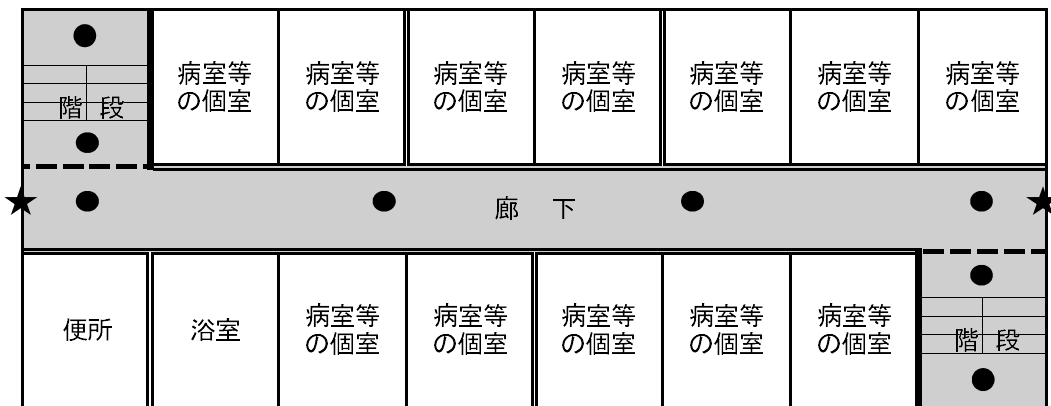 病室等
の個室
病室等
の個室
病室等
の個室
病室等
の個室
病室等
の個室
病室等
の個室
病室等
の個室
階 段
廊 下
便所
浴室
病室等
の個室
病室等
の個室
病室等
の個室
病室等
の個室
病室等
の個室
階 段